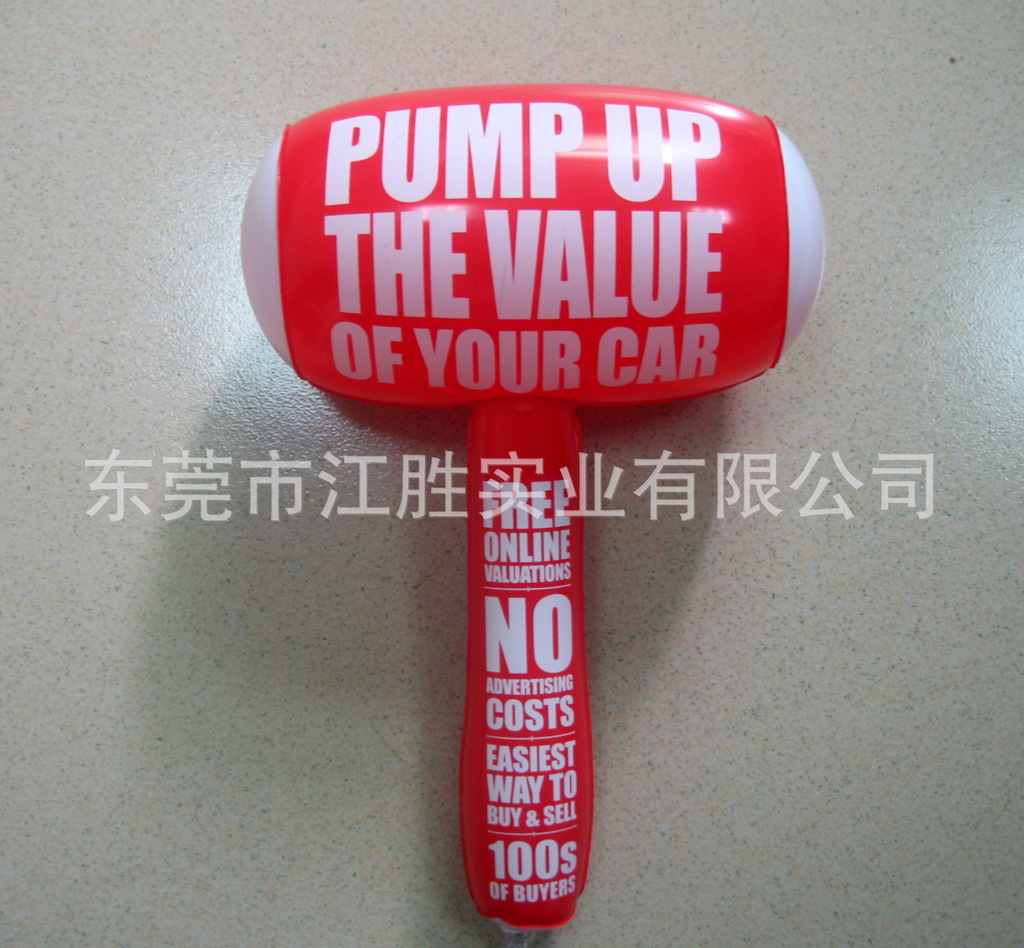 PUMP UP
THE VALUE
OF YOUR CAR
东莞市江胜实业有限公司
FREE
ONLINE
VALUATIONS
NO
ADVERTISING
COSTS
EASIEST
WAY TO
BUY & SELL
100s
OF BUYERS